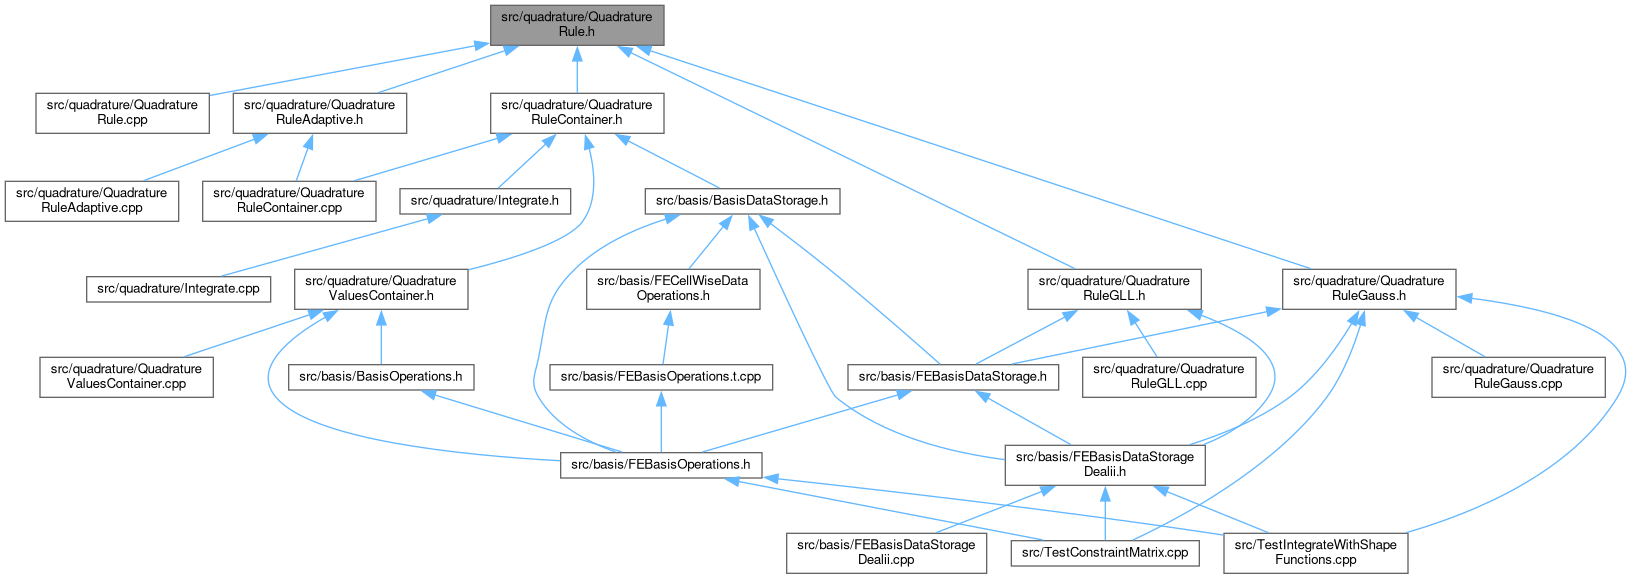 src/quadrature/Quadrature
Rule.h
src/quadrature/Quadrature
Rule.cpp
src/quadrature/Quadrature
RuleAdaptive.h
src/quadrature/Quadrature
RuleContainer.h
src/quadrature/Quadrature
RuleAdaptive.cpp
src/quadrature/Quadrature
RuleContainer.cpp
src/quadrature/Integrate.h
src/basis/BasisDataStorage.h
src/quadrature/Integrate.cpp
src/quadrature/Quadrature
ValuesContainer.h
src/basis/FECellWiseData
Operations.h
src/quadrature/Quadrature
RuleGLL.h
src/quadrature/Quadrature
RuleGauss.h
src/quadrature/Quadrature
ValuesContainer.cpp
src/basis/BasisOperations.h
src/basis/FEBasisOperations.t.cpp
src/basis/FEBasisDataStorage.h
src/quadrature/Quadrature
RuleGLL.cpp
src/quadrature/Quadrature
RuleGauss.cpp
src/basis/FEBasisOperations.h
src/basis/FEBasisDataStorage
Dealii.h
src/basis/FEBasisDataStorage
Dealii.cpp
src/TestConstraintMatrix.cpp
src/TestIntegrateWithShape
Functions.cpp